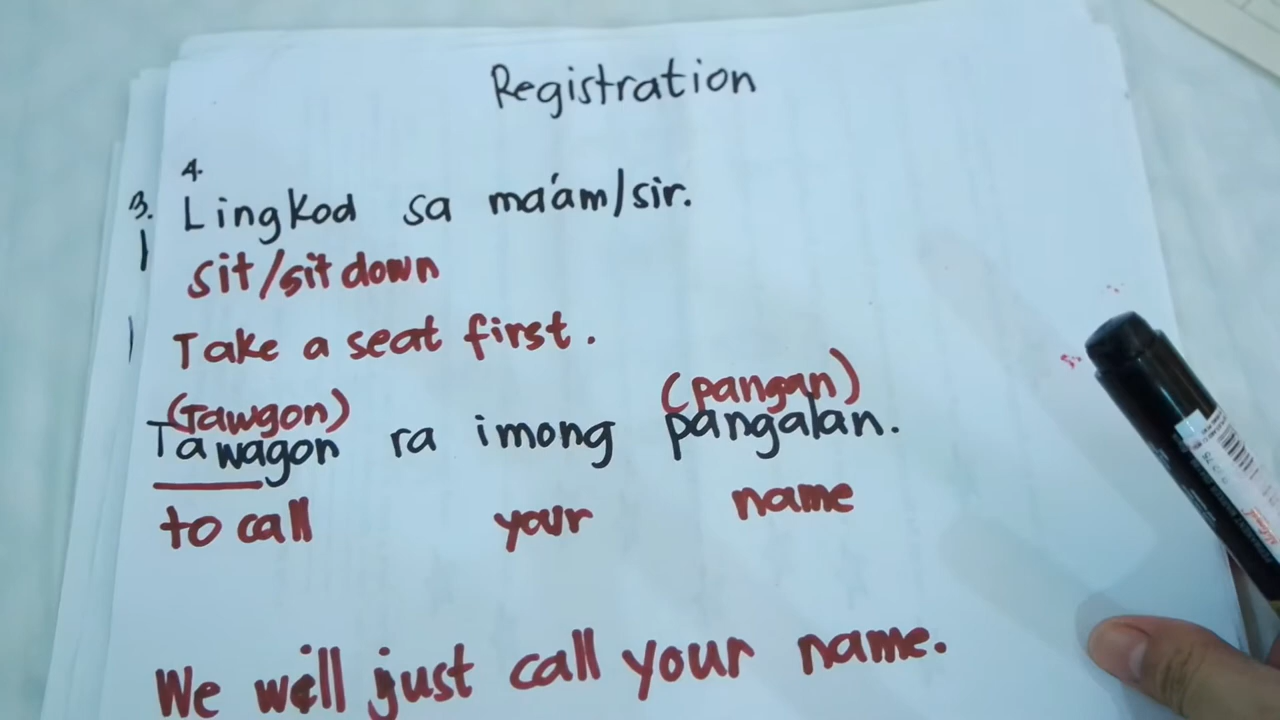 Registration
4.
3.
Lingkod sa ma'am/sir.
sit/sit down
Take a seat first.
(Tawgon) (pangan)
Tawagon ra imong pangalan.
to call your name
We will just call your name.